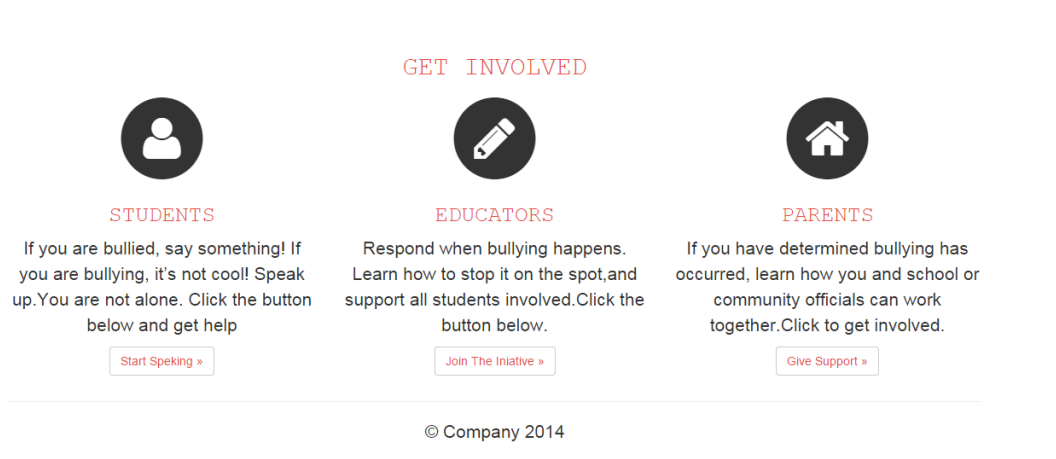 GET INVOLVED
STUDENTS
If you are bullied, say something! If
you are bullying, it’s not cool! Speak
up.You are not alone. Click the button
below and get help
Start Speking »
EDUCATORS
Respond when bullying happens.
Learn how to stop it on the spot,and
support all students involved.Click the
button below.
Join The Iniative »
PARENTS
If you have determined bullying has
occurred, learn how you and school or
community officials can work
together.Click to get involved.
Give Support »
© Company 2014